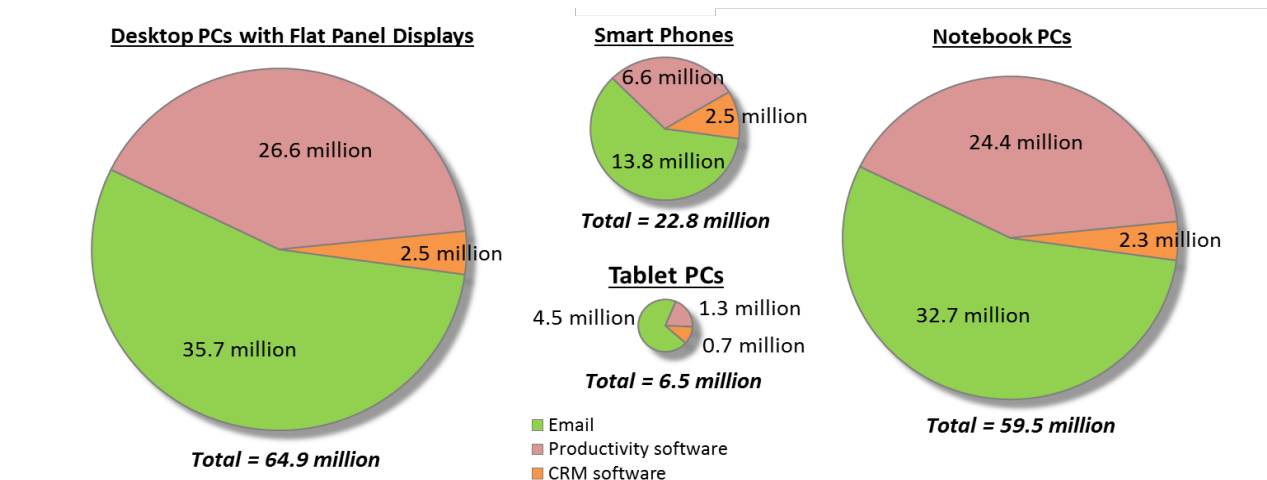 Desktop PCs with Flat Panel Displays
26.6 million
2.5 million
35.7 million
Total = 64.9 million
Smart Phones
6.6 million
2.5 million
13.8 million
Total = 22.8 million
Tablet PCs
4.5 million
1.3 million
0.7 million
Total = 6.5 million
Email
Productivity software
CRM software
Notebook PCs
24.4 million
2.3 million
32.7 million
Total = 59.5 million